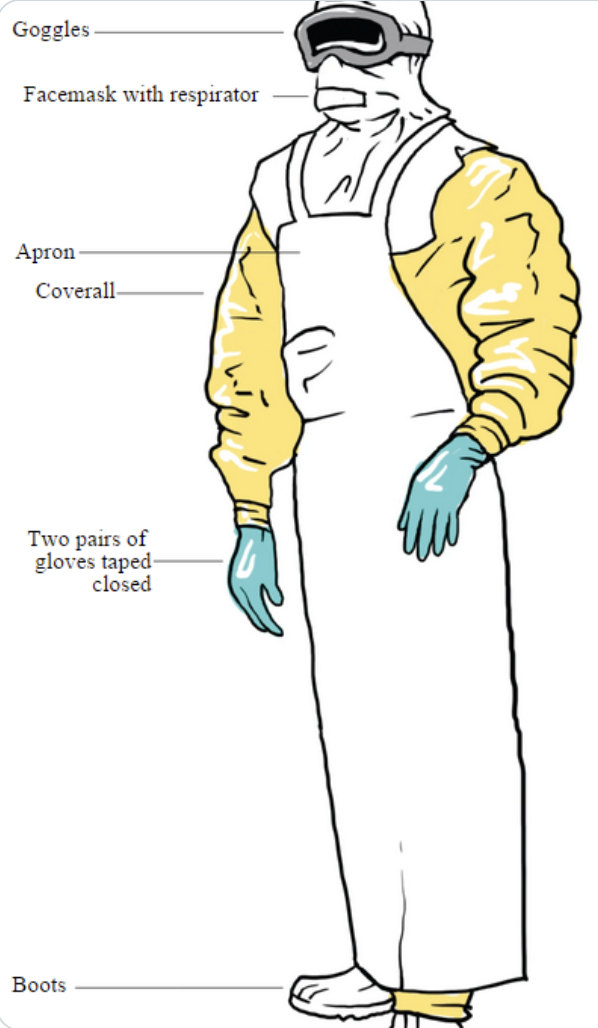 Goggles
Facemask with respirator
Apron
Coverall
Two pairs of
gloves taped
closed
Boots